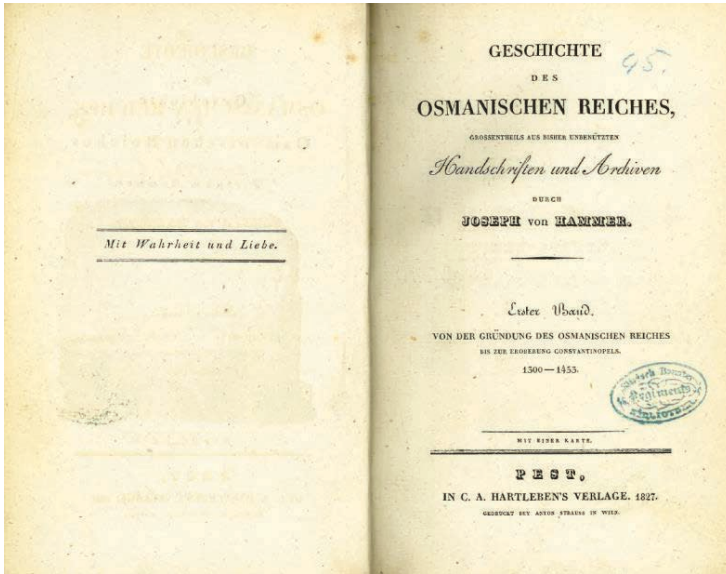 Mit Wahrheit und Liebe.
GESCHICHTE
DES
OSMANISCHEN REICHES,
GROSSENTHEILS AUS BISHER UNBENÜTZTEN
Handschriften und Archiven
DURCH
JOSEPH von HAMMER.
Erster Band.
VON DER GRÜNDUNG DES OSMANISCHEN REICHES
BIS ZUR EROBERUNG CONSTANTINOPELS.
1300—1453.
MIT EINER KARTE.
PEST,
IN C. A. HARTLEBEN'S VERLAGE. 1827.
GEDRUCKT BEY ANTON STRAUSS IN WIEN.
95.
Regiments